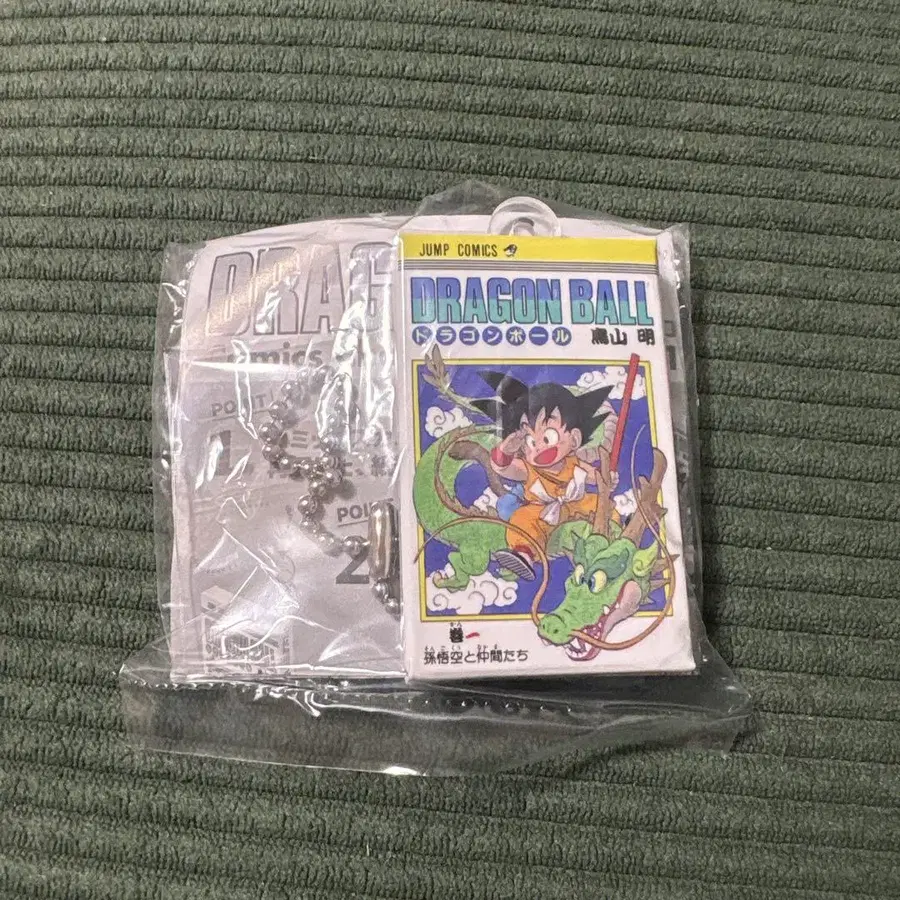 JUMP COMICS
DRAGON BALL
ドラゴンボール 鳥山 明
巻一
孫悟空と仲間たち
DRAG
omics
POINT
1
POINT
2